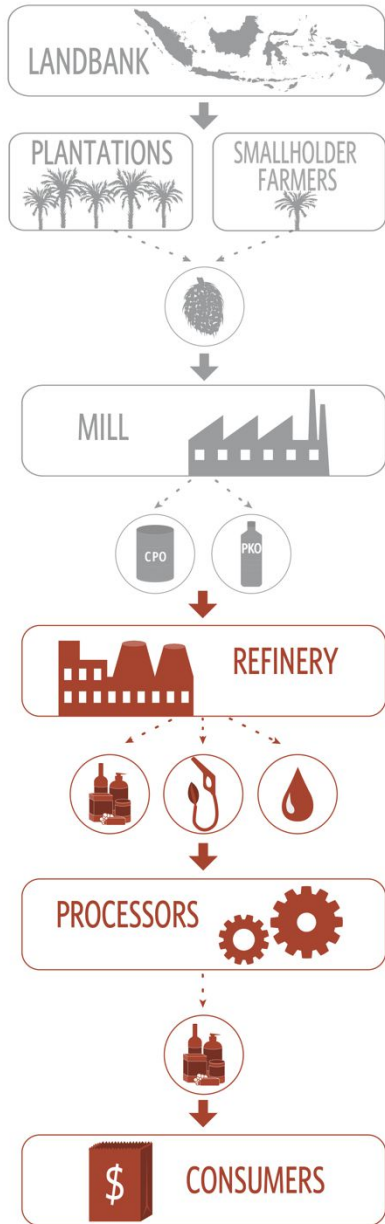 LANDBANK
PLANTATIONS
SMALLHOLDER
FARMERS
MILL
CPO
PKO
REFINERY
PROCESSORS
$
CONSUMERS